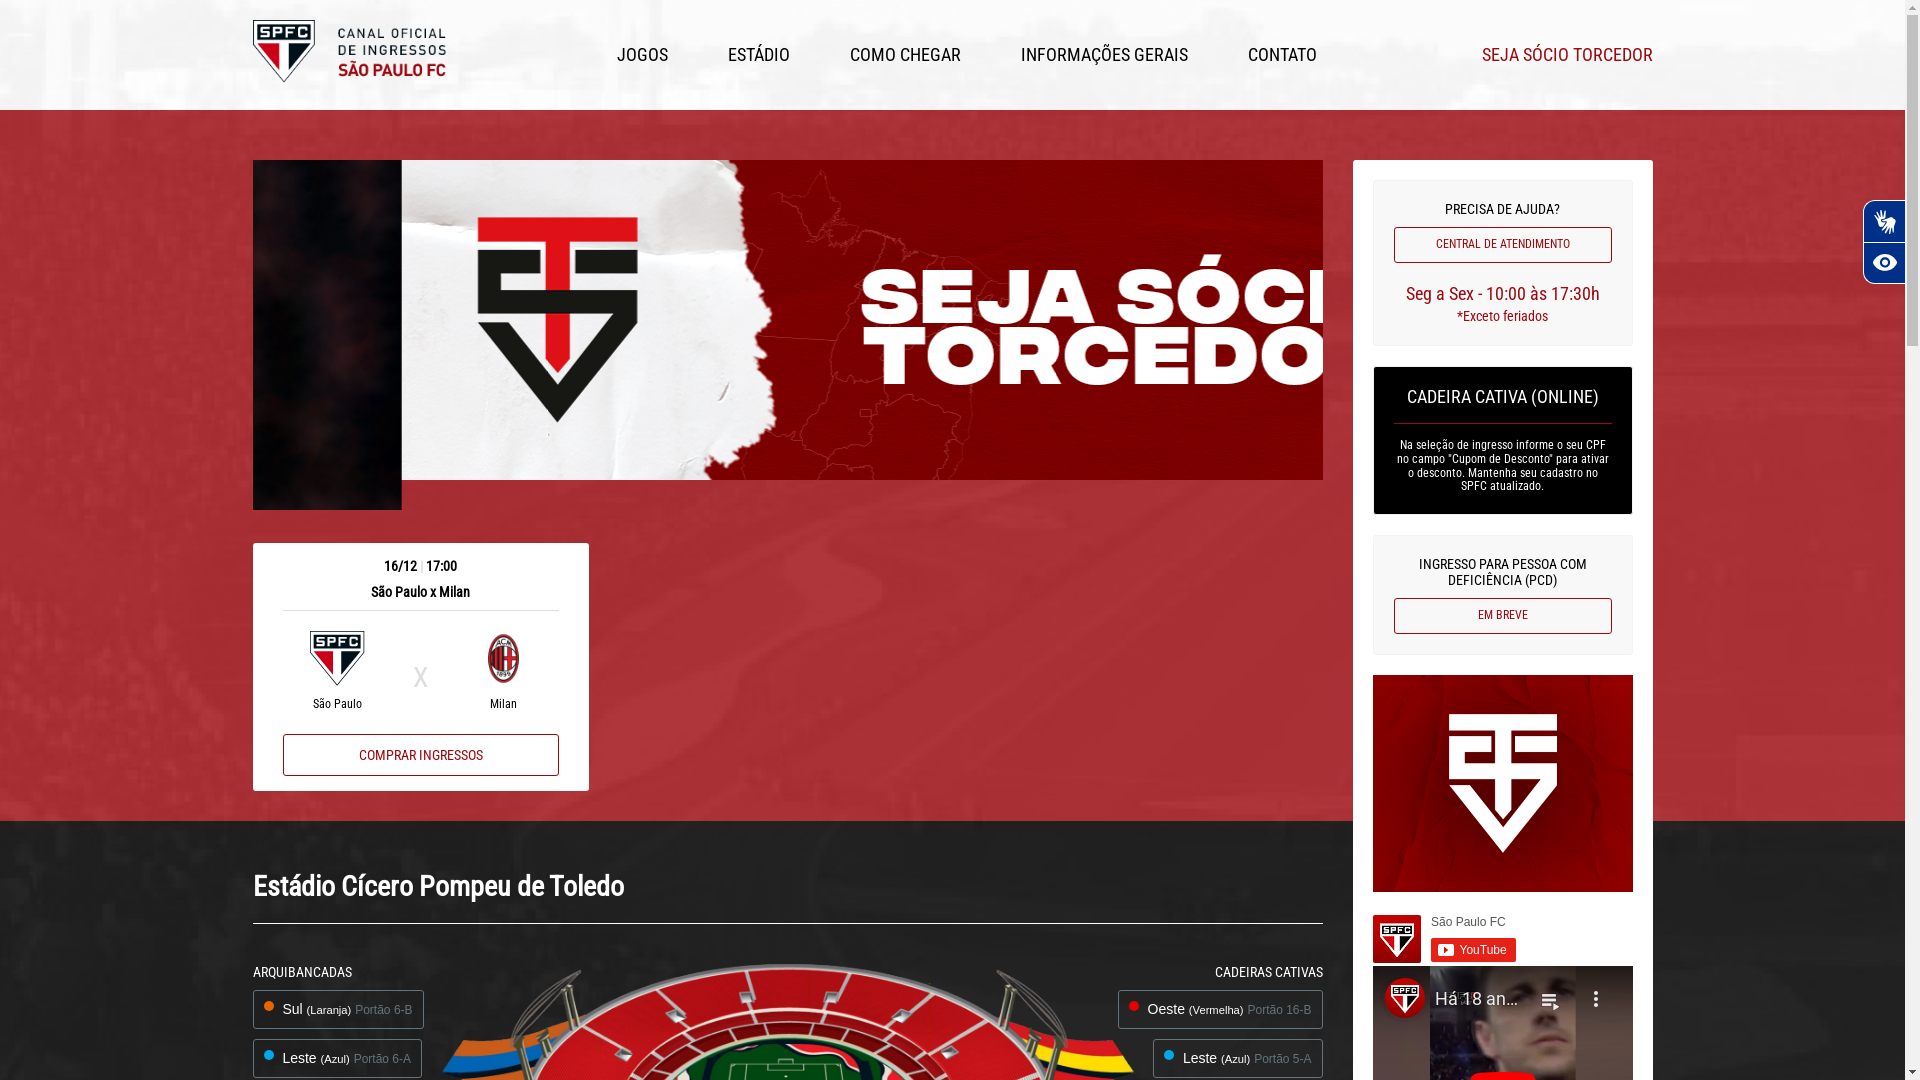 SPFC
CANAL OFICIAL
DE INGRESSOS
SÃO PAULO FC
JOGOS
ESTÁDIO
COMO CHEGAR
INFORMAÇÕES GERAIS
CONTATO
SEJA SÓCIO TORCEDOR
SEJA SÓCI
TORCEDO
16/12 | 17:00
São Paulo x Milan
SPFC
X
São Paulo
Milan
COMPRAR INGRESSOS
PRECISA DE AJUDA?
CENTRAL DE ATENDIMENTO
Seg a Sex - 10:00 às 17:30h
*Exceto feriados
CADEIRA CATIVA (ONLINE)
Na seleção de ingresso informe o seu CPF
no campo "Cupom de Desconto" para ativar
o desconto. Mantenha seu cadastro no
SPFC atualizado.
INGRESSO PARA PESSOA COM
DEFICIÊNCIA (PCD)
EM BREVE
SPFC
São Paulo FC
YouTube
SPFC
Há 18 an...
Estádio Cícero Pompeu de Toledo
ARQUIBANCADAS
Sul (Laranja) Portão 6-B
Leste (Azul) Portão 6-A
CADEIRAS CATIVAS
Oeste (Vermelha) Portão 16-B
Leste (Azul) Portão 5-A